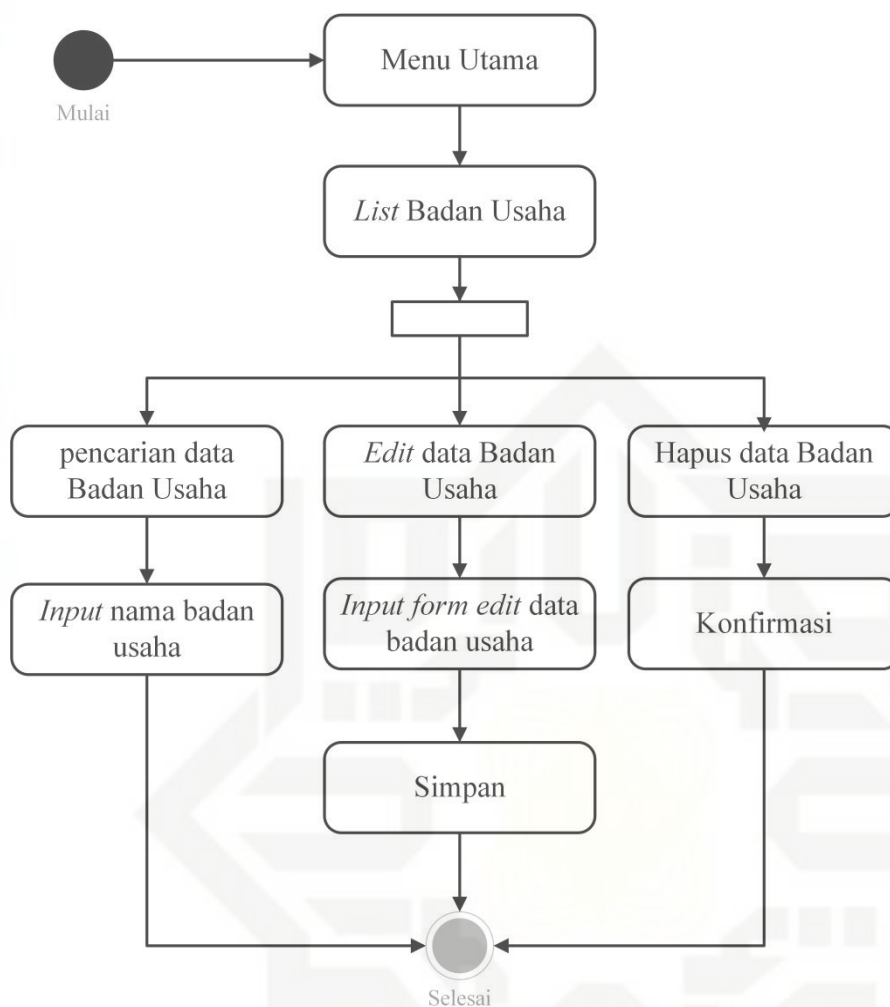 Menu Utama
Mulai
List Badan Usaha
pencarian data
Badan Usaha
Edit data Badan
Usaha
Hapus data Badan
Usaha
Input nama badan
usaha
Input form edit data
badan usaha
Konfirmasi
Simpan
Selesai